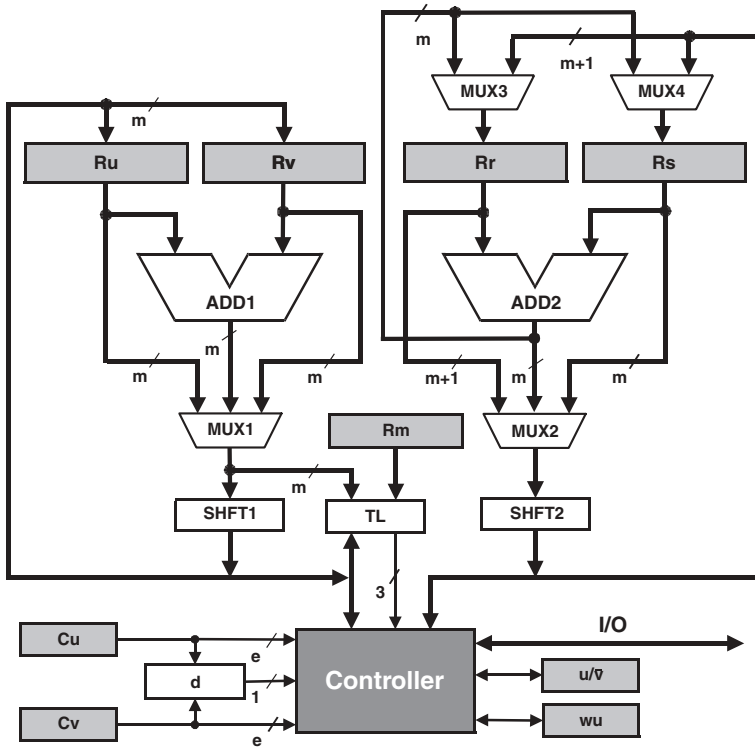 m
m+1
MUX3
MUX4
m
Ru
Rv
Rr
Rs
ADD1
ADD2
m
m
m
m+1
m
m
MUX1
Rm
MUX2
m
SHFT1
TL
SHFT2
3
I/O
Cu
e
d
1
Controller
u/v̄
Cv
e
wu